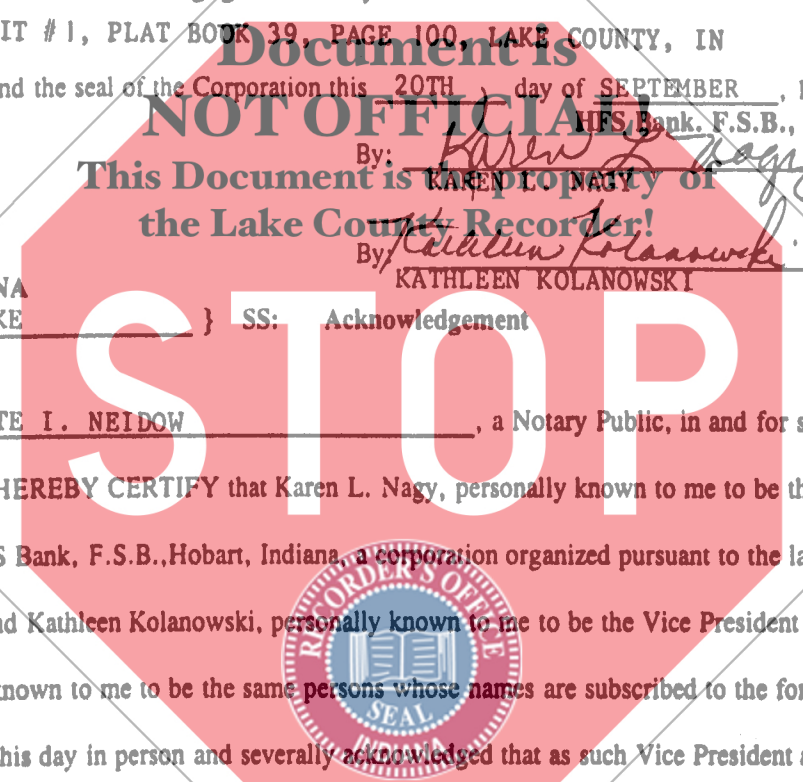 IT #1, PLAT BOOK 39, PAGE 100, LAKE COUNTY, IN
Document is
nd the seal of the Corporation this 20TH day of SEPTEMBER ,
NOT OFFICIAL!
HFS Bank. F.S.B.,
By: Karen L. Nagy
This Document is the property of
KAREN L. NAGY
the Lake County Recorder!
By: Kathleen Kolanowski
KATHLEEN KOLANOWSKI
NA
KE } SS: Acknowledgement
STOP
TE I. NEIDOW , a Notary Public, in and for s
HEREBY CERTIFY that Karen L. Nagy, personally known to me to be th
S Bank, F.S.B.,Hobart, Indiana, a corporation organized pursuant to the la
nd Kathleen Kolanowski, personally known to me to be the Vice President
RECORDER'S OFFICE
known to me to be the same persons whose names are subscribed to the for
SEAL
INDIANA
his day in person and severally acknowledged that as such Vice President